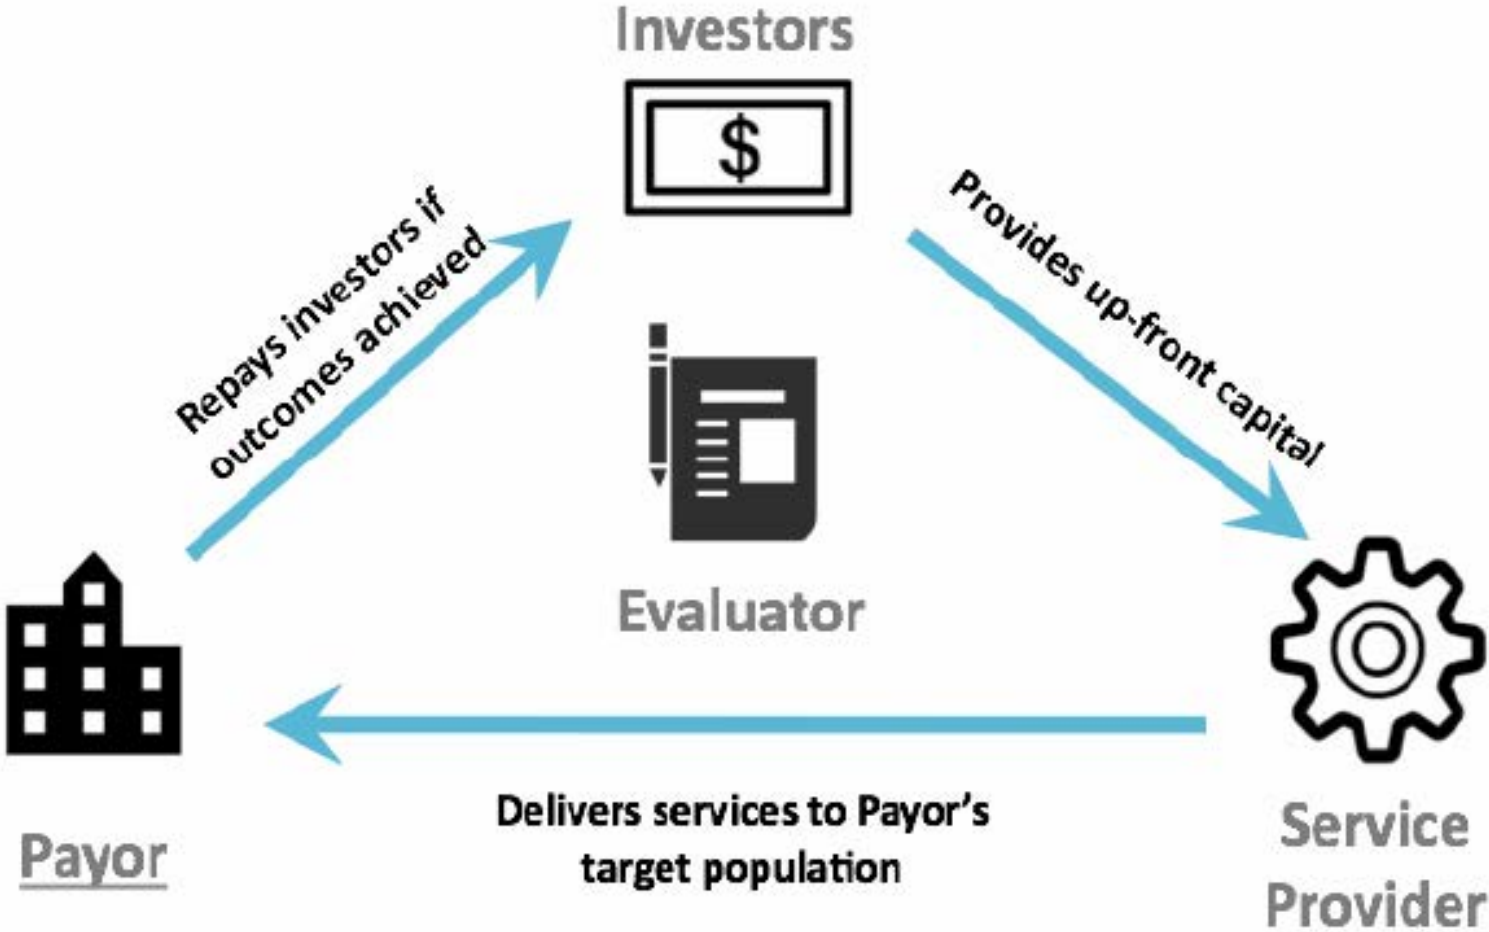 Investors
$
Repays investors if
outcomes achieved
Provides up-front capital
Evaluator
Delivers services to Payor's
target population
Payor
Service
Provider